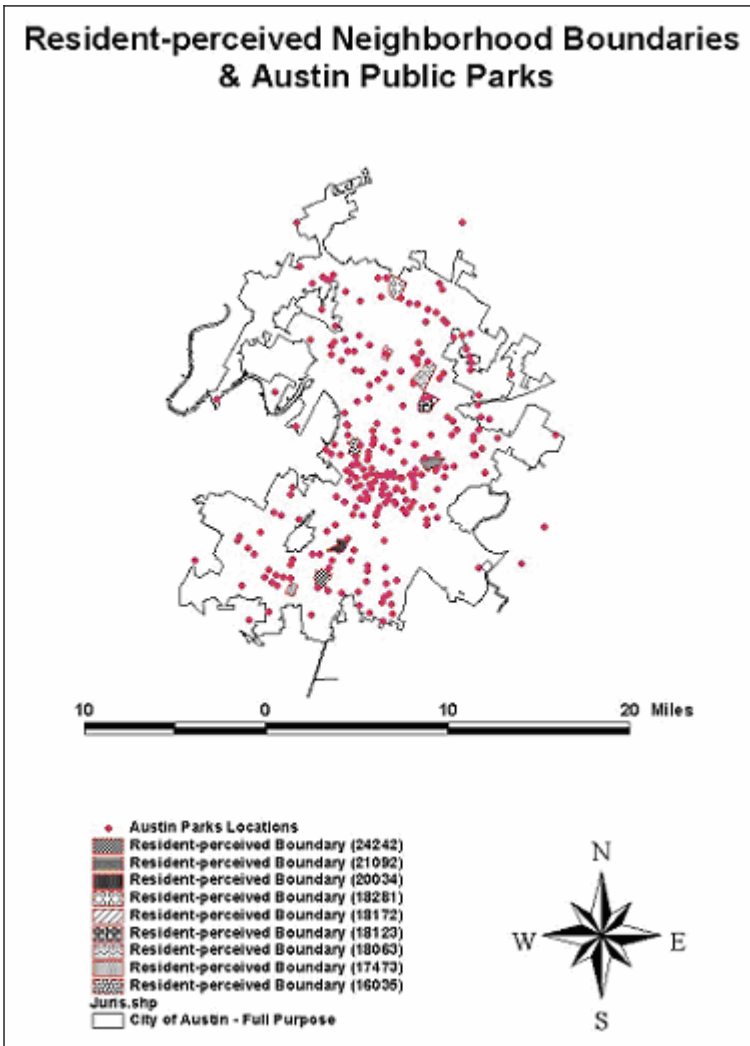 Resident-perceived Neighborhood Boundaries
& Austin Public Parks
10 0 10 20 Miles
Austin Parks Locations
Resident-perceived Boundary (24242)
Resident-perceived Boundary (21092)
Resident-perceived Boundary (20034)
Resident-perceived Boundary (18281)
Resident-perceived Boundary (18172)
Resident-perceived Boundary (18123)
Resident-perceived Boundary (18063)
Resident-perceived Boundary (17473)
Resident-perceived Boundary (16035)
Juris.shp
City of Austin - Full Purpose
N
W E
S